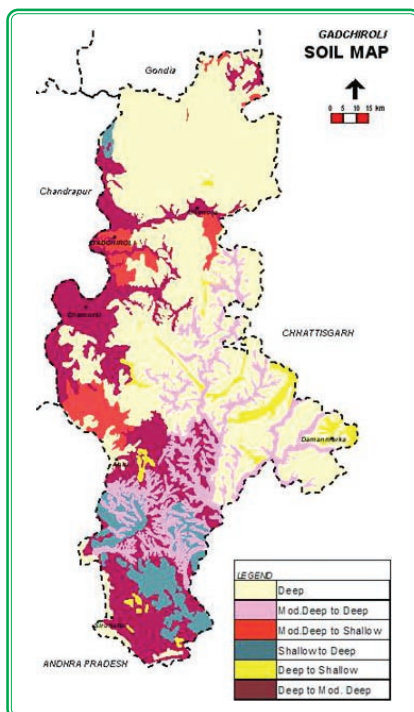 GADCHIROLI
SOIL MAP
0 5 10 15 km
Gondia
Chandrapur
GADCHIROLI
Chamorshi
CHHATTISGARH
ANDHRA PRADESH
LEGEND
Deep
Mod.Deep to Deep
Mod.Deep to Shallow
Shallow to Deep
Deep to Shallow
Deep to Mod. Deep